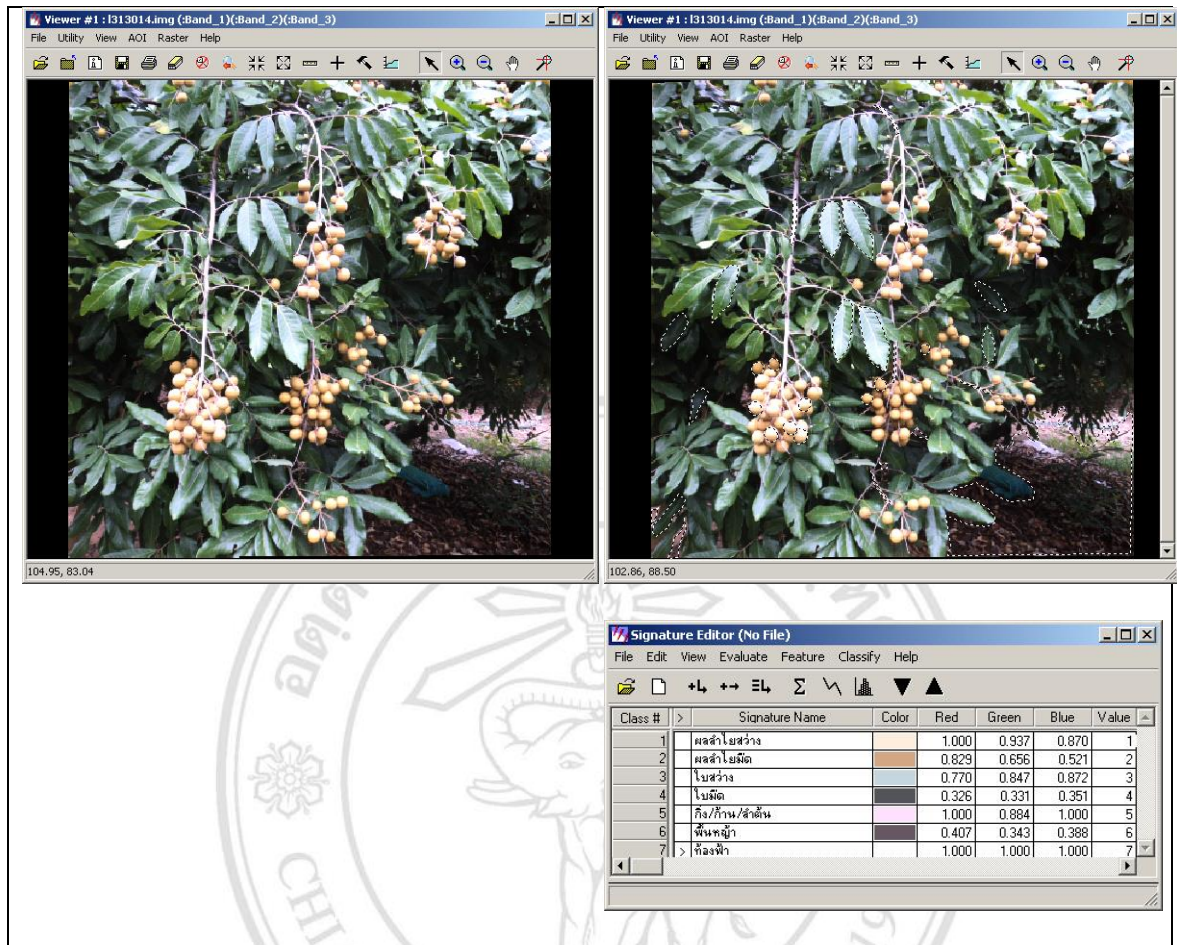 Viewer #1 : l313014.img (:Band_1)(:Band_2)(:Band_3)
File Utility View AOI Raster Help
104.95, 83.04
Viewer #1 : l313014.img (:Band_1)(:Band_2)(:Band_3)
File Utility View AOI Raster Help
102.86, 88.50
Signature Editor (No File)
File Edit View Evaluate Feature Classify Help
Class # > Signature Name Color Red Green Blue Value
1 ผลลำไยสว่าง 1.000 0.937 0.870 1
2 ผลลำไยมืด 0.829 0.656 0.521 2
3 ใบสว่าง 0.770 0.847 0.872 3
4 ใบมืด 0.326 0.331 0.351 4
5 กิ่ง/ก้าน/ลำต้น 1.000 0.884 1.000 5
6 พื้นหญ้า 0.407 0.343 0.388 6
7 > ท้องฟ้า 1.000 1.000 1.000 7